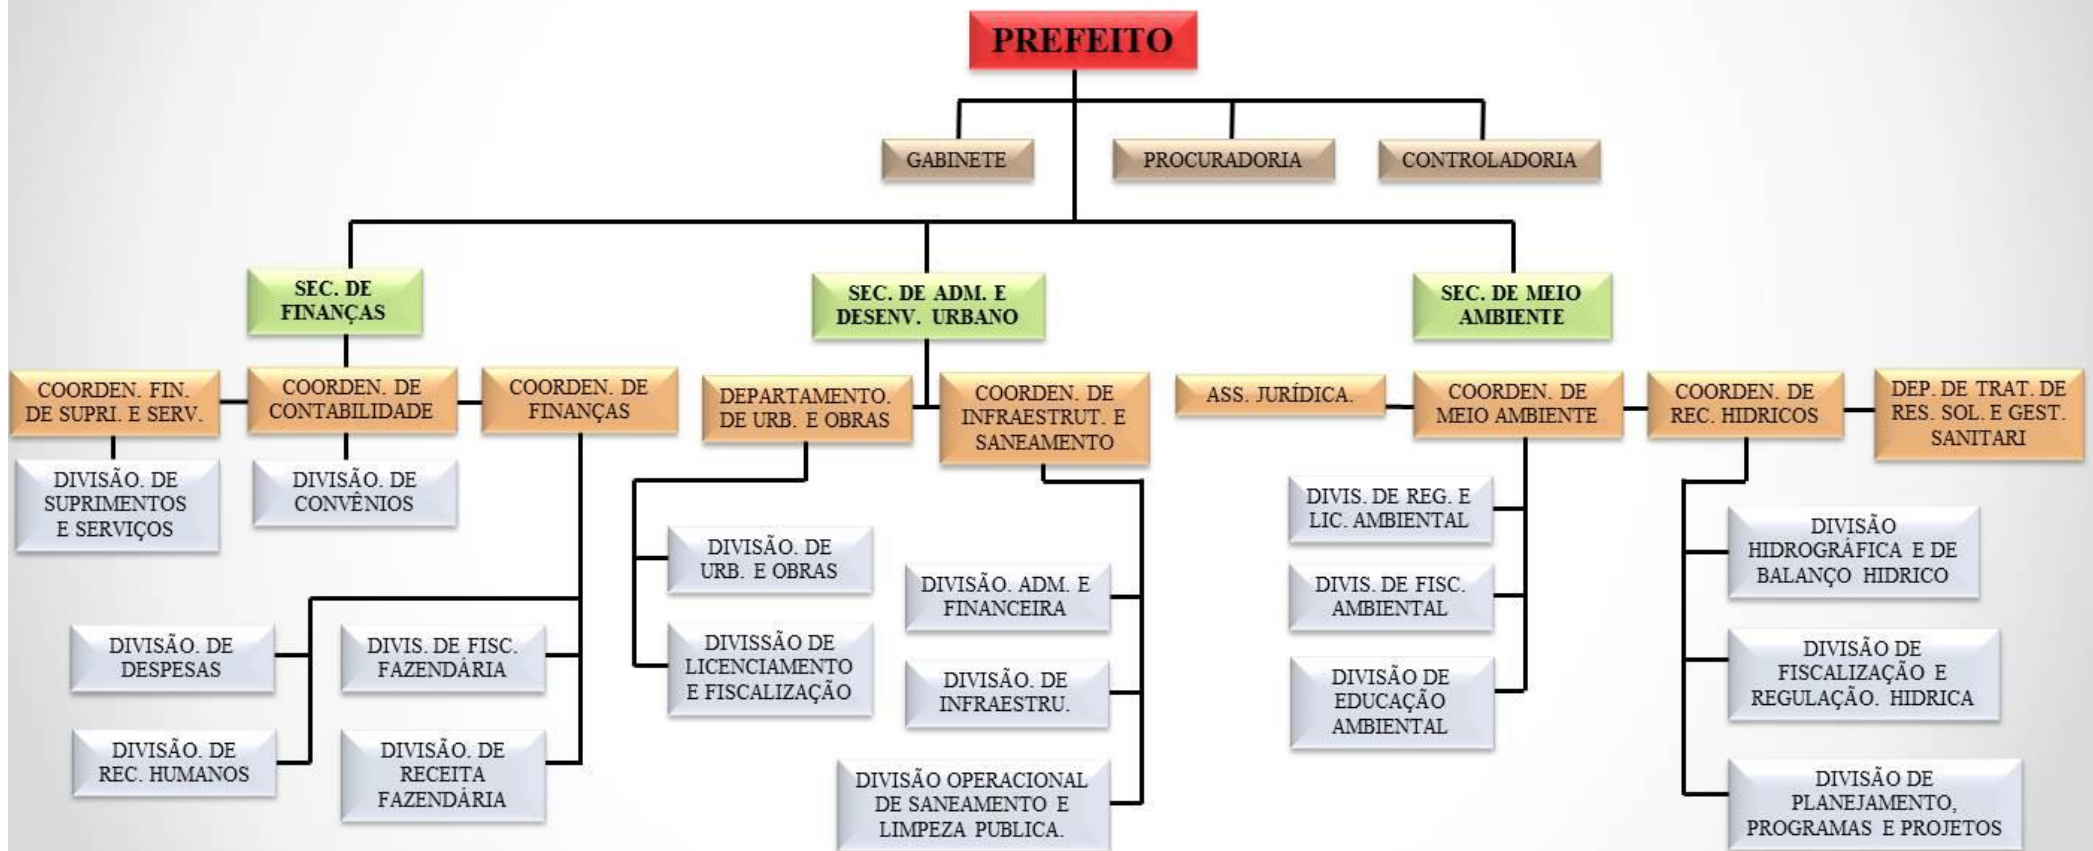 PREFEITO
GABINETE
PROCURADORIA
CONTROLADORIA
SEC. DE
FINANÇAS
SEC. DE ADM. E
DESENV. URBANO
SEC. DE MEIO
AMBIENTE
COORDEN. FIN.
DE SUPRI. E SERV.
COORDEN. DE
CONTABILIDADE
COORDEN. DE
FINANÇAS
DEPARTAMENTO.
DE URB. E OBRAS
COORDEN. DE
INFRAESTRUT. E
SANEAMENTO
ASS. JURÍDICA.
COORDEN. DE
MEIO AMBIENTE
COORDEN. DE
REC. HIDRICOS
DEP. DE TRAT. DE
RES. SOL. E GEST.
SANITARI
DIVISÃO. DE
SUPRIMENTOS
E SERVIÇOS
DIVISÃO. DE
CONVÊNIOS
DIVISÃO. DE
DESPESAS
DIVIS. DE FISC.
FAZENDÁRIA
DIVISÃO. DE
REC. HUMANOS
DIVISÃO. DE
RECEITA
FAZENDÁRIA
DIVISÃO. DE
URB. E OBRAS
DIVISSÃO DE
LICENCIAMENTO
E FISCALIZAÇÃO
DIVISÃO. ADM. E
FINANCEIRA
DIVISÃO. DE
INFRAESTRU.
DIVISÃO OPERACIONAL
DE SANEAMENTO E
LIMPEZA PUBLICA.
DIVIS. DE REG. E
LIC. AMBIENTAL
DIVIS. DE FISC.
AMBIENTAL
DIVISÃO DE
EDUCAÇÃO
AMBIENTAL
DIVISÃO
HIDROGRÁFICA E DE
BALANÇO HIDRICO
DIVISÃO DE
FISCALIZAÇÃO E
REGULAÇÃO. HIDRICA
DIVISÃO DE
PLANEJAMENTO,
PROGRAMAS E PROJETOS